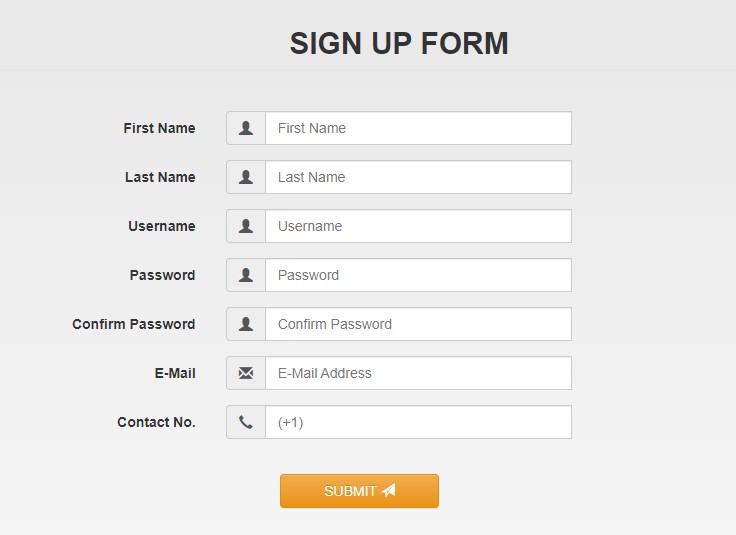 SIGN UP FORM
First Name First Name
Last Name Last Name
Username Username
Password Password
Confirm Password Confirm Password
E-Mail E-Mail Address
Contact No. (+1)
SUBMIT